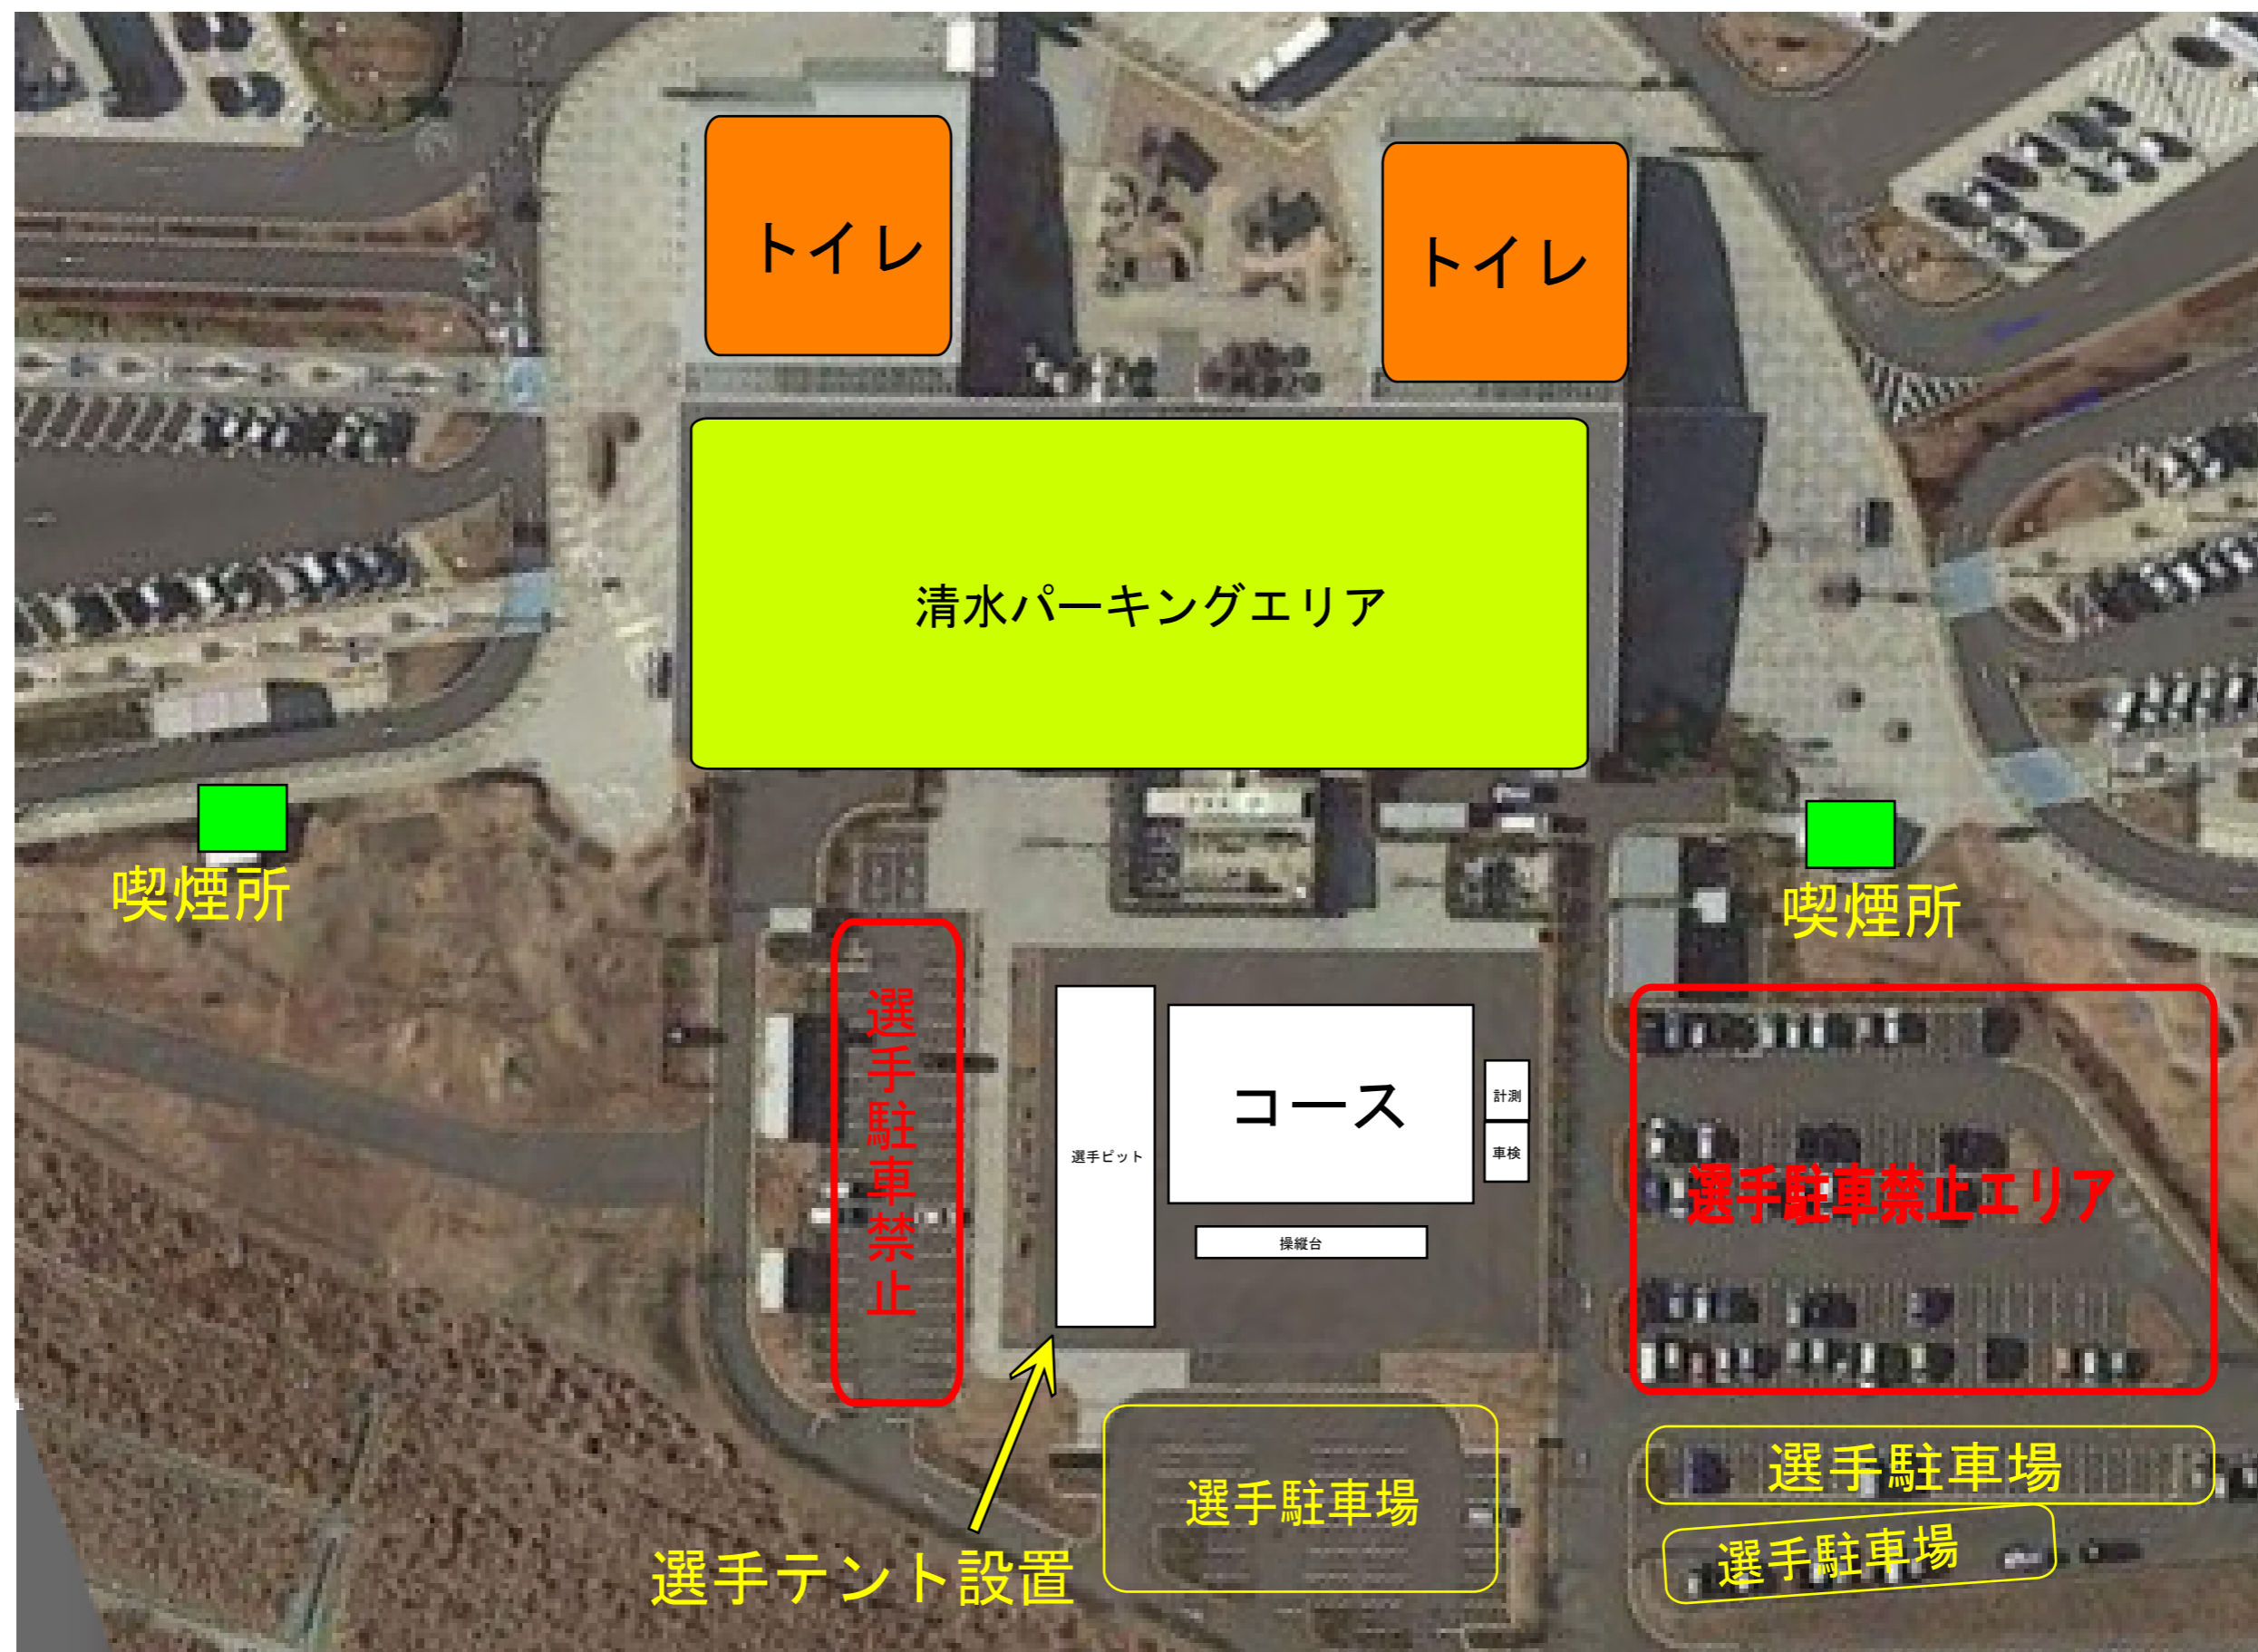 トイレ
トイレ
清水パーキングエリア
喫煙所
喫煙所
選手駐車禁止
選手ピット
コース
計測
車検
操縦台
選手駐車禁止エリア
選手駐車場
選手駐車場
選手駐車場
選手テント設置